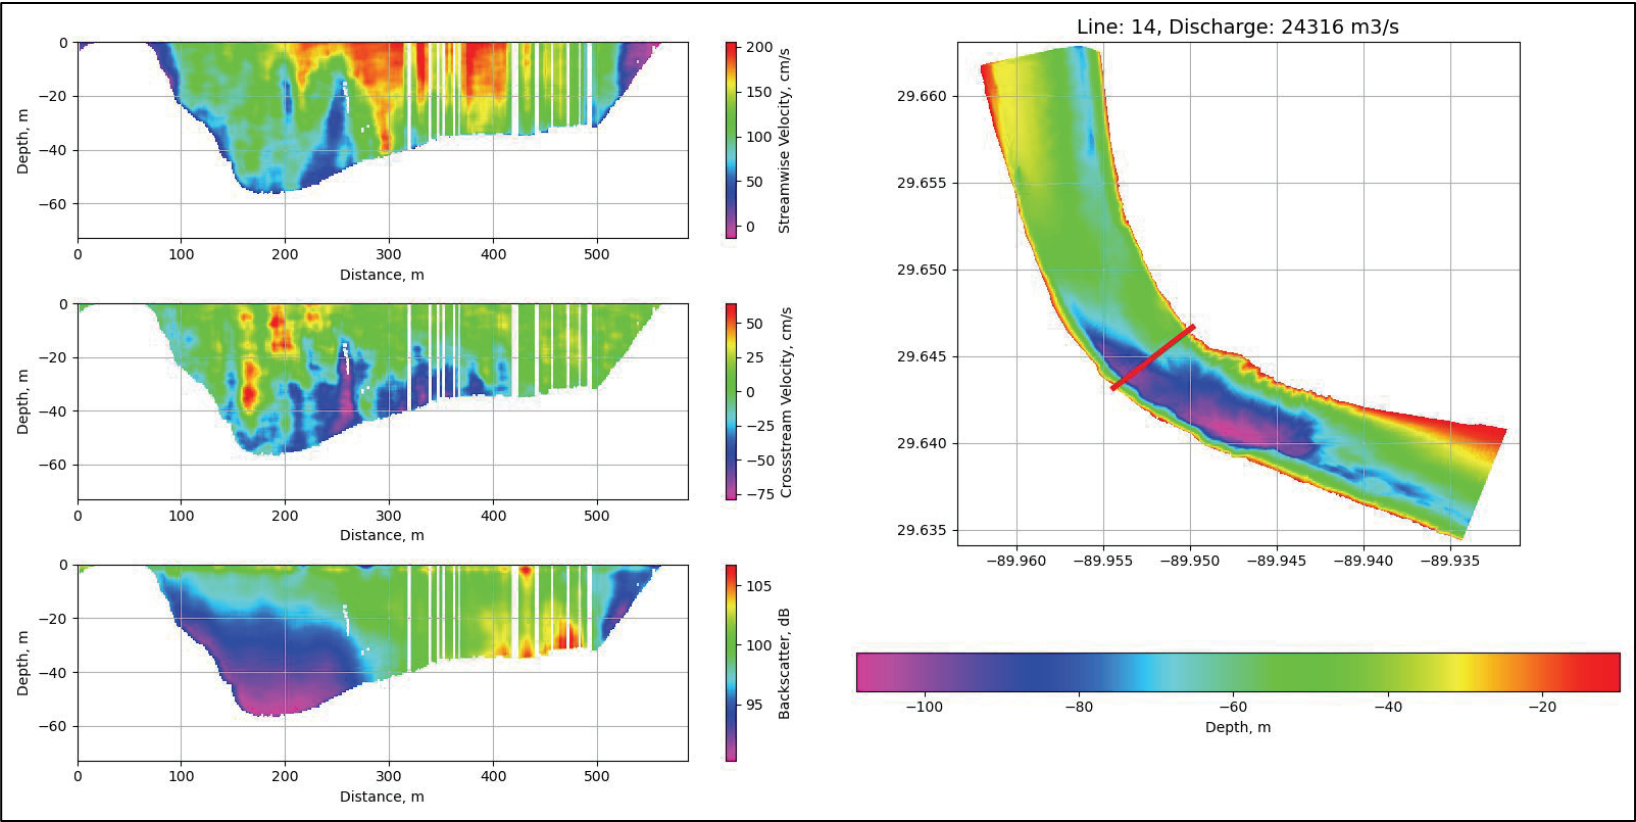 0
−20
−40
−60
Depth, m
0 100 200 300 400 500
Distance, m
200
150
100
50
0
Streamwise Velocity, cm/s
0
−20
−40
−60
Depth, m
0 100 200 300 400 500
Distance, m
50
25
0
−25
−50
−75
Crossstream Velocity, cm/s
0
−20
−40
−60
Depth, m
0 100 200 300 400 500
Distance, m
105
100
95
Backscatter, dB
Line: 14, Discharge: 24316 m3/s
29.660
29.655
29.650
29.645
29.640
29.635
−89.960 −89.955 −89.950 −89.945 −89.940 −89.935
−100 −80 −60 −40 −20
Depth, m